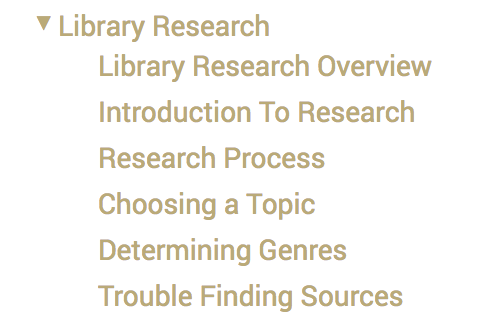 Library Research
Library Research Overview
Introduction To Research
Research Process
Choosing a Topic
Determining Genres
Trouble Finding Sources